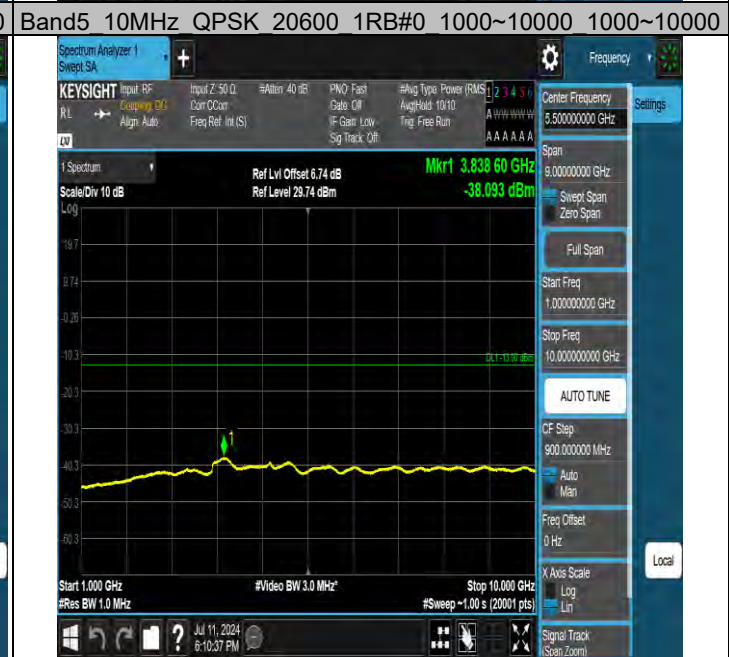 0 Band5_10MHz_QPSK_20600_1RB#0_1000~10000_1000~10000
Spectrum Analyzer 1
Swept SA
+
Frequency
KEYSIGHT Input: RF Input Z: 50 Ω #Atten: 40 dB PNO: Fast #Avg Type: Power (RMS 1 2 3 4 5 6
RL Coupling: DC Corr CCorr Gate: Off Avg|Hold: 10/10 A W W W W W
Align: Auto Freq Ref: Int (S) IF Gain: Low Trig: Free Run
Sig Track: Off A A A A A A
Center Frequency
5.500000000 GHz
Settings
1 Spectrum
Ref Lvl Offset 6.74 dB
Mkr1 3.838 60 GHz
Scale/Div 10 dB
Ref Level 29.74 dBm
-38.093 dBm
Log
19.7
9.74
-0.26
-10.3
-20.3
-30.3
-40.3
-50.3
-60.3
1
Span
9.00000000 GHz
Swept Span
Zero Span
Full Span
Start Freq
1.000000000 GHz
Stop Freq
10.000000000 GHz
AUTO TUNE
CF Step
900.000000 MHz
Auto
Man
Freq Offset
0 Hz
X Axis Scale
Log
Lin
Signal Track
(Span Zoom)
Local
Start 1.000 GHz #Video BW 3.0 MHz* Stop 10.000 GHz
#Res BW 1.0 MHz #Sweep ~1.00 s (20001 pts)
? Jul 11, 2024
6:10:37 PM